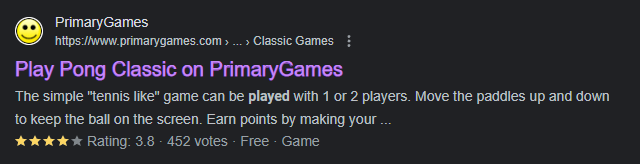 PrimaryGames
https://www.primarygames.com › ... › Classic Games
Play Pong Classic on PrimaryGames
The simple "tennis like" game can be played with 1 or 2 players. Move the paddles up and down
to keep the ball on the screen. Earn points by making your ...
Rating: 3.8 · 452 votes · Free · Game